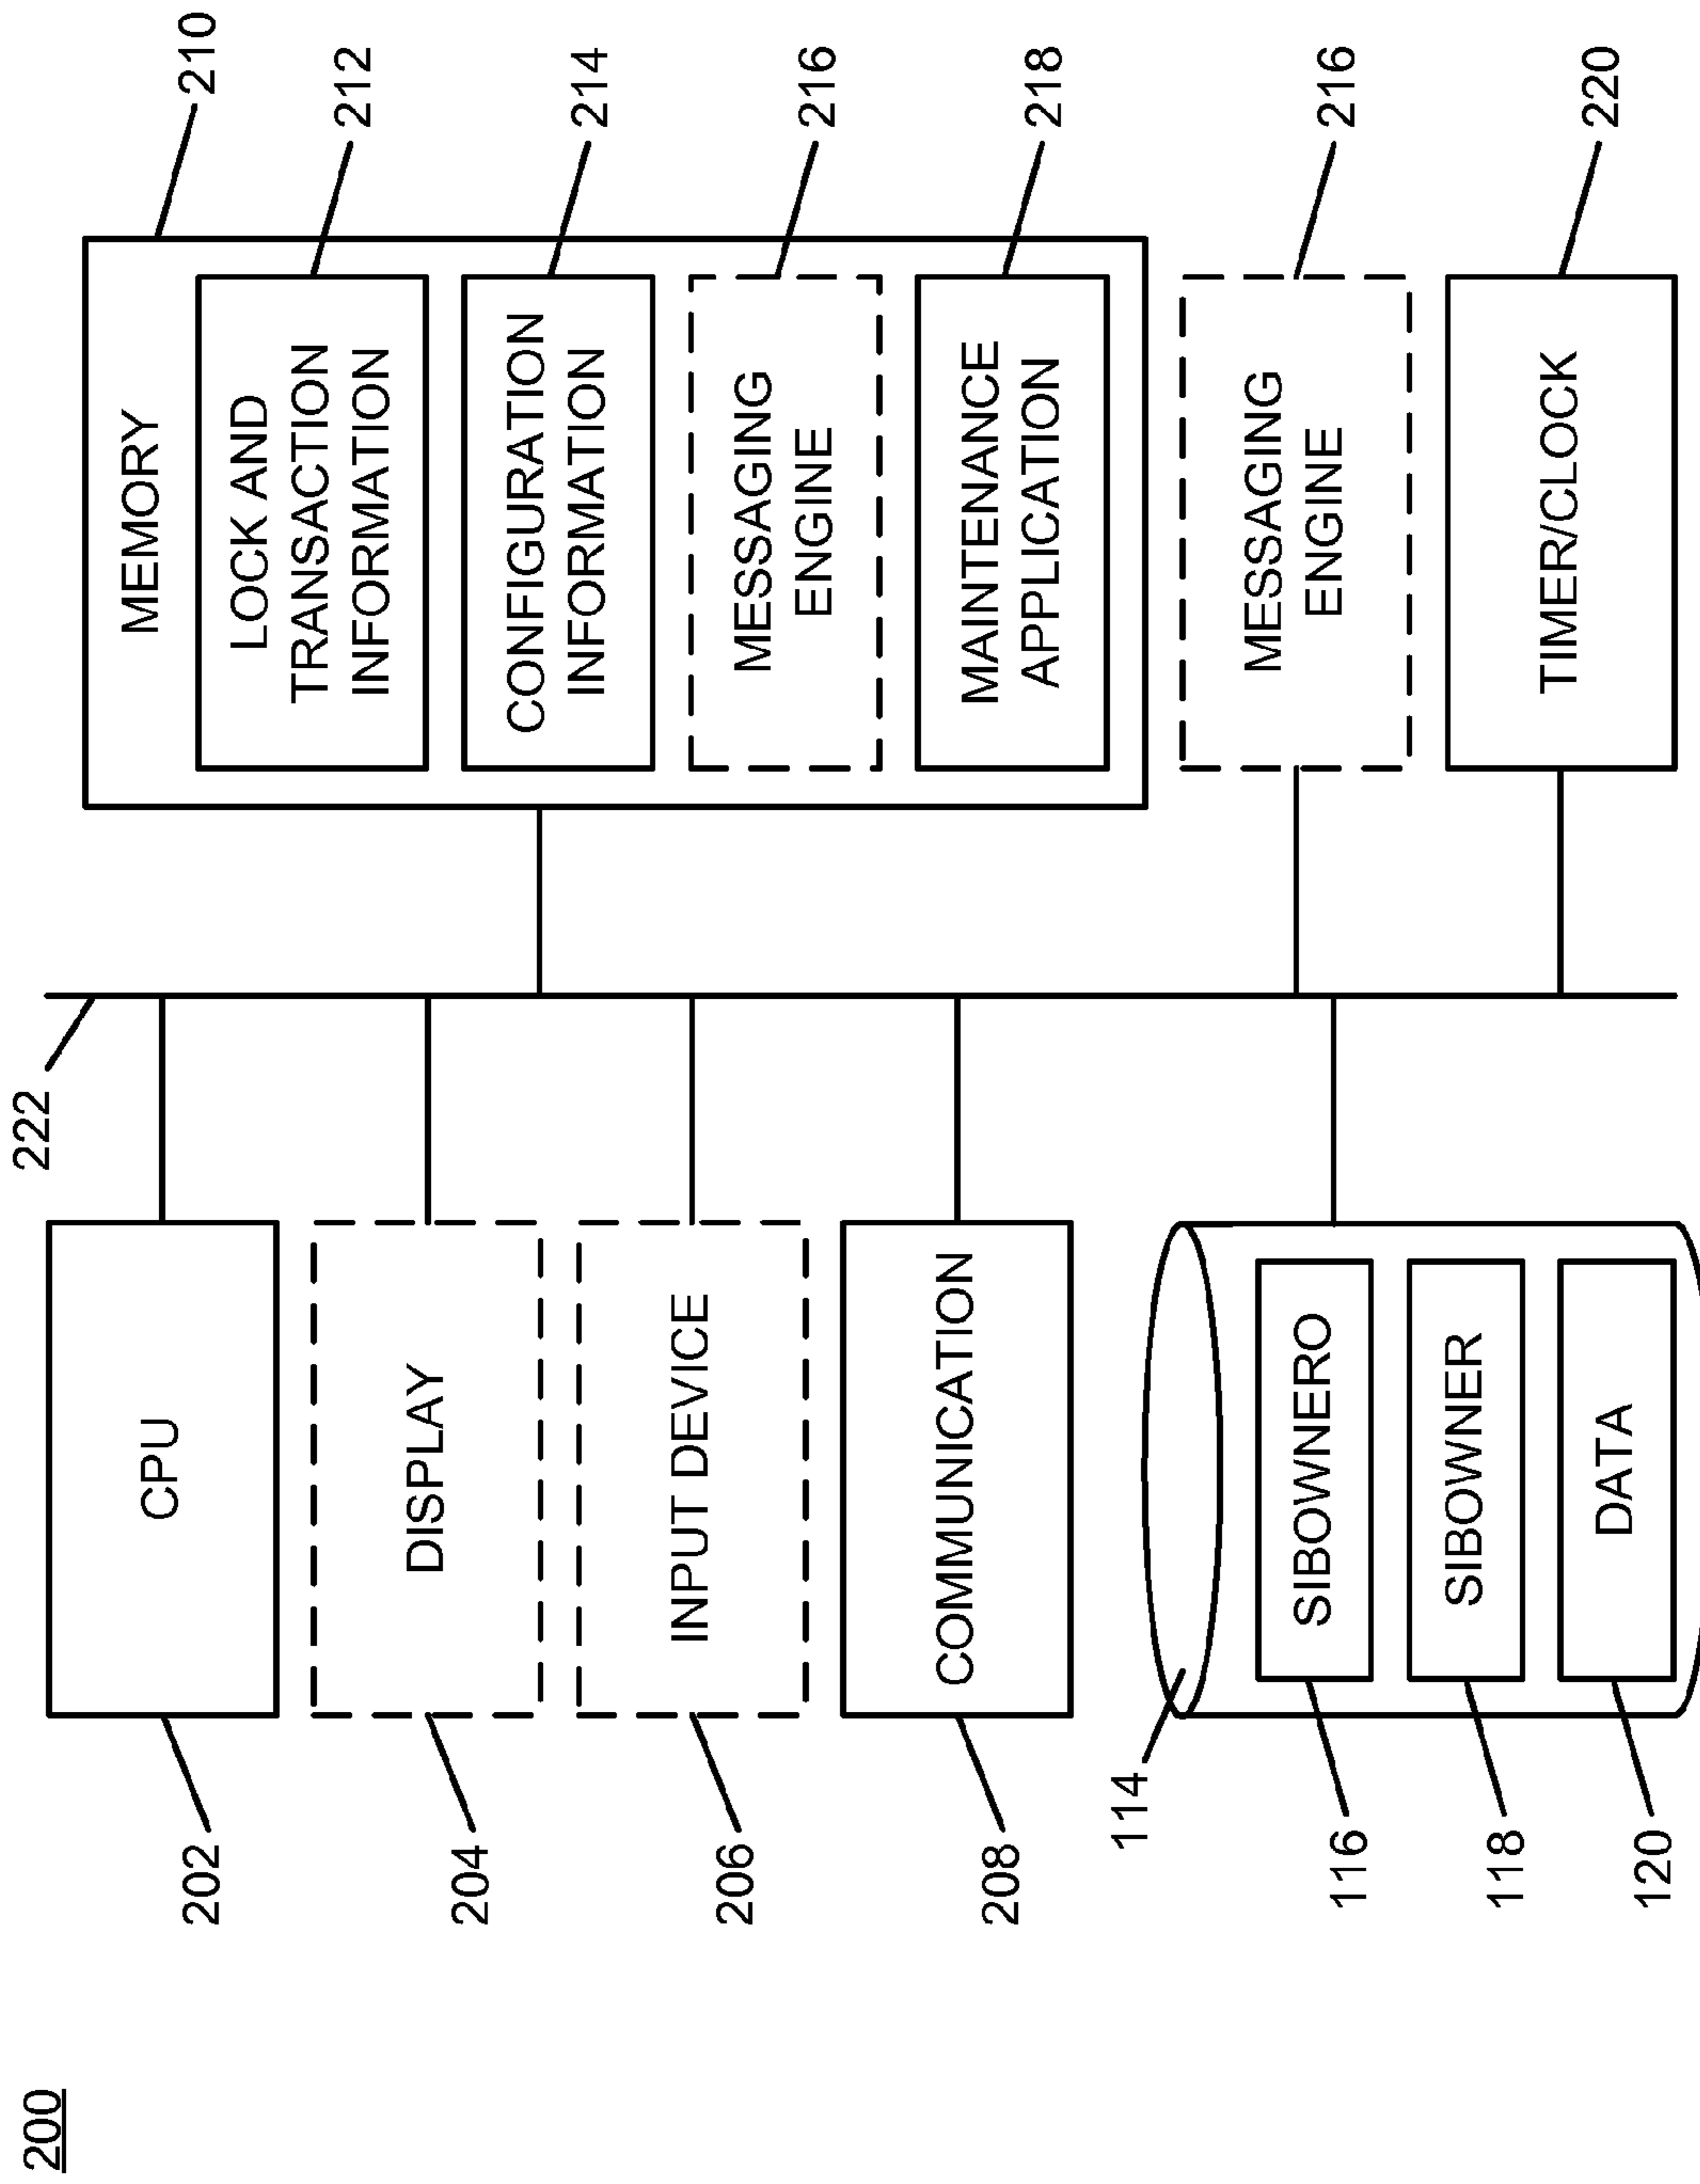 200
222
202
CPU
204
DISPLAY
206
INPUT DEVICE
208
COMMUNICATION
114
116
SIBOWNERO
118
SIBOWNER
120
DATA
MEMORY
210
LOCK AND
TRANSACTION
INFORMATION
212
CONFIGURATION
INFORMATION
214
MESSAGING
ENGINE
216
MAINTENANCE
APPLICATION
218
MESSAGING
ENGINE
216
TIMER/CLOCK
220